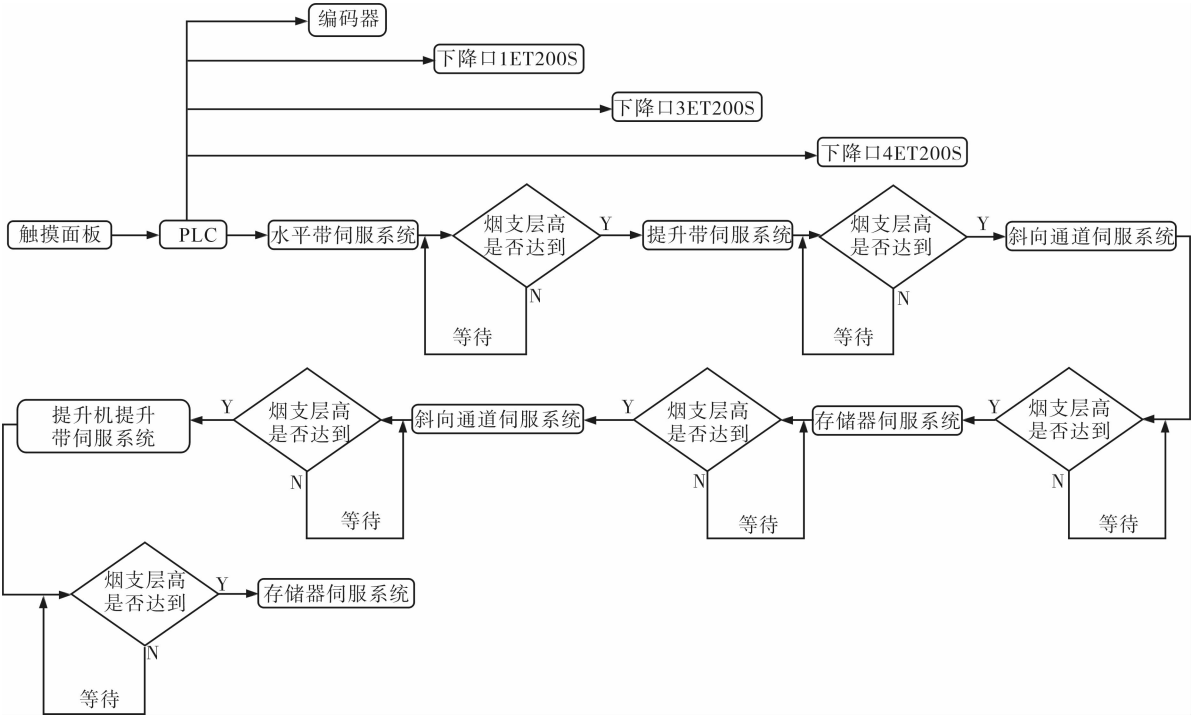 编码器
下降口1ET200S
下降口3ET200S
下降口4ET200S
触摸面板
PLC
水平带伺服系统
烟支层高
是否达到
Y
N
等待
提升带伺服系统
烟支层高
是否达到
Y
N
等待
斜向通道伺服系统
烟支层高
是否达到
Y
N
等待
存储器伺服系统
烟支层高
是否达到
Y
N
等待
斜向通道伺服系统
烟支层高
是否达到
Y
N
等待
提升机提升
带伺服系统
烟支层高
是否达到
Y
N
等待
存储器伺服系统